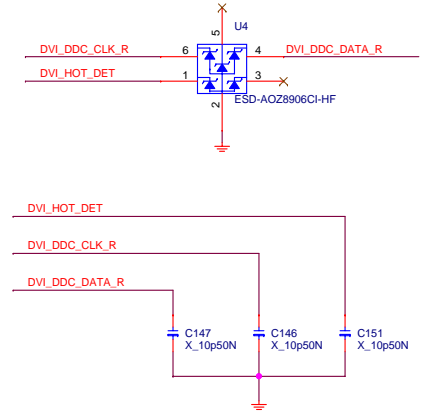 U4
5
DVI_DDC_CLK_R
6
4
DVI_DDC_DATA_R
DVI_HOT_DET
1
3
2
ESD-AOZ8906CI-HF
DVI_HOT_DET
DVI_DDC_CLK_R
DVI_DDC_DATA_R
C147
X_10p50N
C146
X_10p50N
C151
X_10p50N